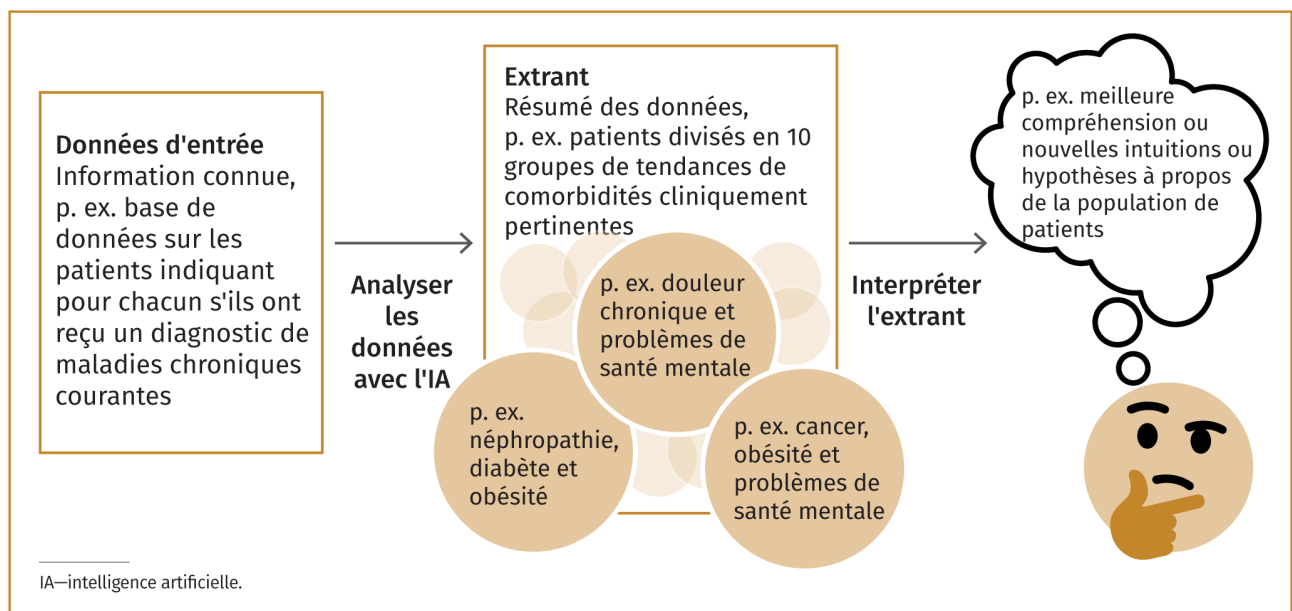 Données d'entrée
Information connue,
p. ex. base de
données sur les
patients indiquant
pour chacun s'ils ont
reçu un diagnostic de
maladies chroniques
courantes
Analyser
les
données
avec l'IA
Extrant
Résumé des données,
p. ex. patients divisés en 10
groupes de tendances de
comorbidités cliniquement
pertinentes
p. ex. douleur
chronique et
problèmes de
santé mentale
p. ex.
néphropathie,
diabète et
obésité
p. ex. cancer,
obésité et
problèmes de
santé mentale
Interpréter
l'extrant
p. ex. meilleure
compréhension ou
nouvelles intuitions ou
hypothèses à propos
de la population de
patients
IA—intelligence artificielle.